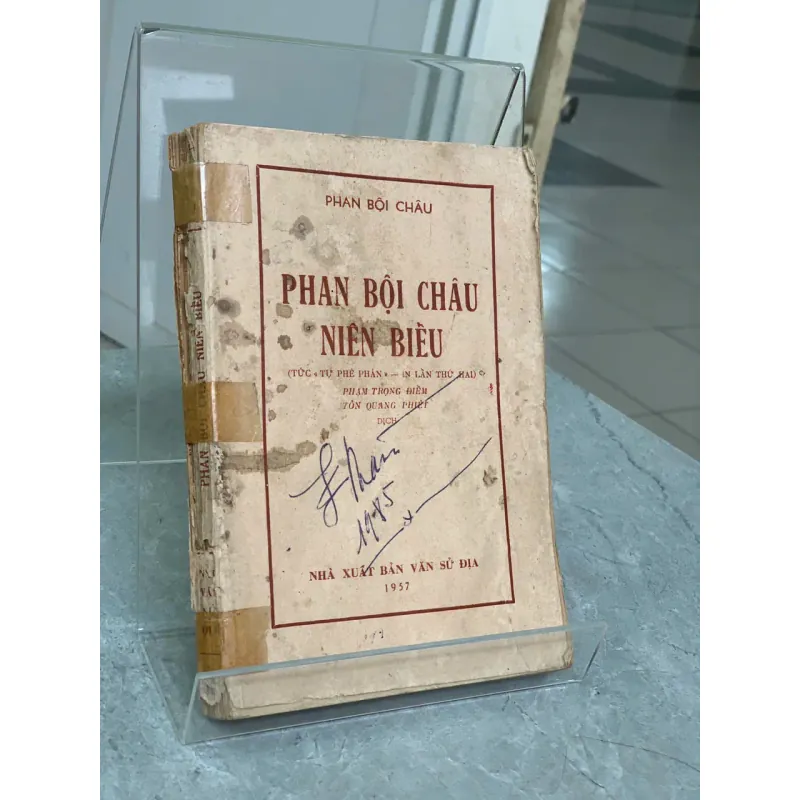 PHAN BỘI CHÂU
PHAN BỘI CHÂU
NIÊN BIỂU
(TỨC « TỰ PHÊ PHÁN » — IN LẦN THỨ HAI)
PHẠM TRỌNG ĐIỀM
TÔN QUANG PHIỆT
DỊCH
1985
NHÀ XUẤT BẢN VĂN SỬ ĐỊA
1957
PHAN BỘI CHÂU NIÊN BIỂU